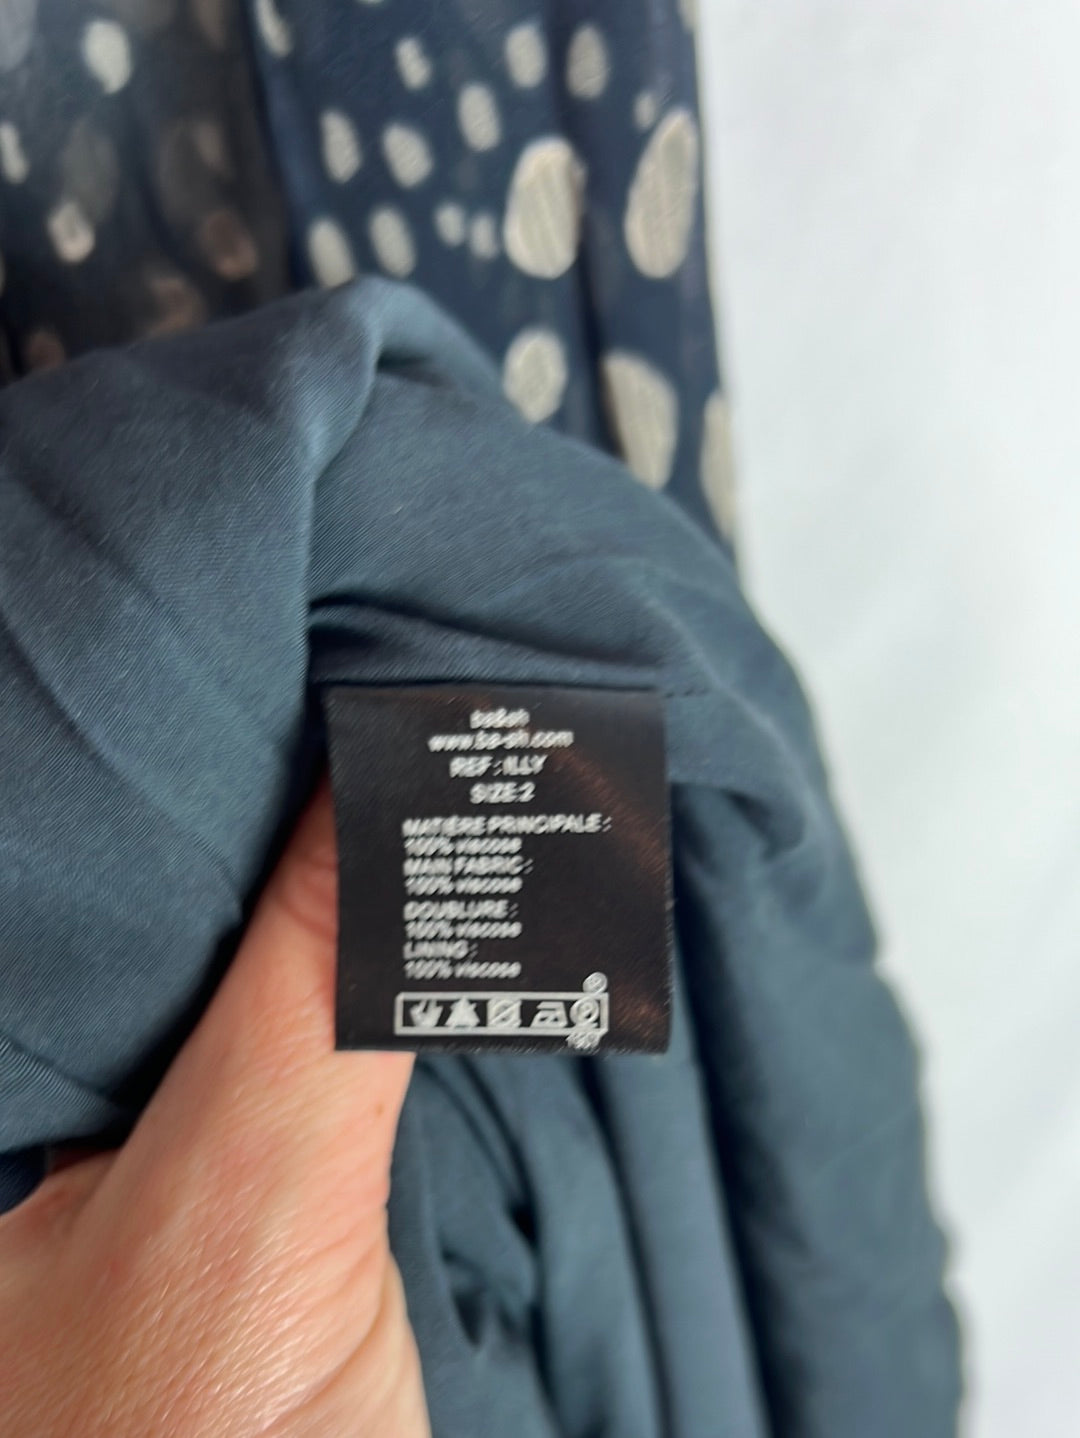 ba&sh
www.ba-sh.com
REF : ILLY
SIZE:2
MATIÈRE PRINCIPALE :
100% viscose
MAIN FABRIC :
100% viscose
DOUBLURE :
100% viscose
LINING :
100% viscose